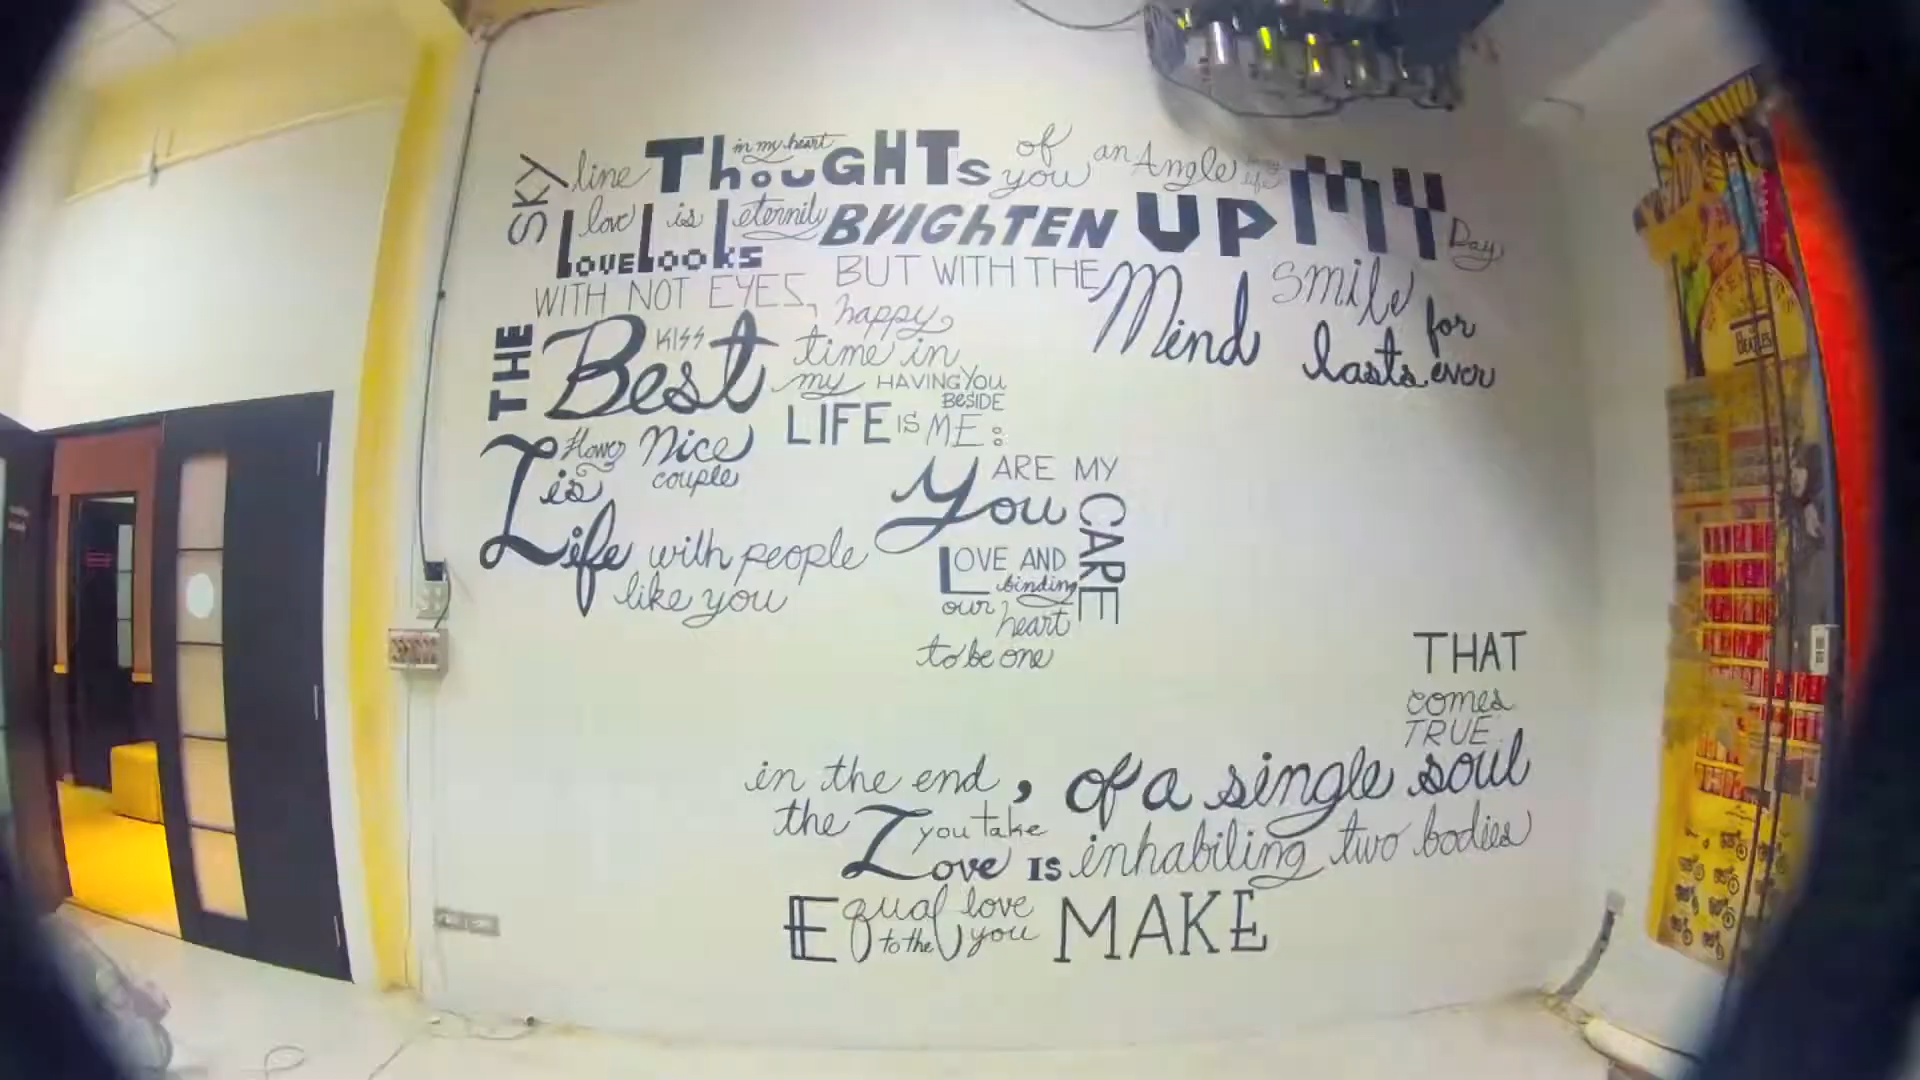 SKY line THoUGHTs of you an Angle
in my heart
love is eternity BRIGHTEN UP MY Day
LOVE LOOKS
WITH NOT EYES, BUT WITH THE Mind smile for
lasts ever
THE Best KISS happy
time in
my HAVING YOU
BESIDE
LIFE IS ME:
Life is flower Nice
couple
with people
like you
You ARE MY
CARE
LOVE AND
binding
our heart
to be one
THAT
comes
TRUE
in the end, of a single soul
the Love you take
IS inhabiling two bodies
Equal love
to the you MAKE
BEATLES